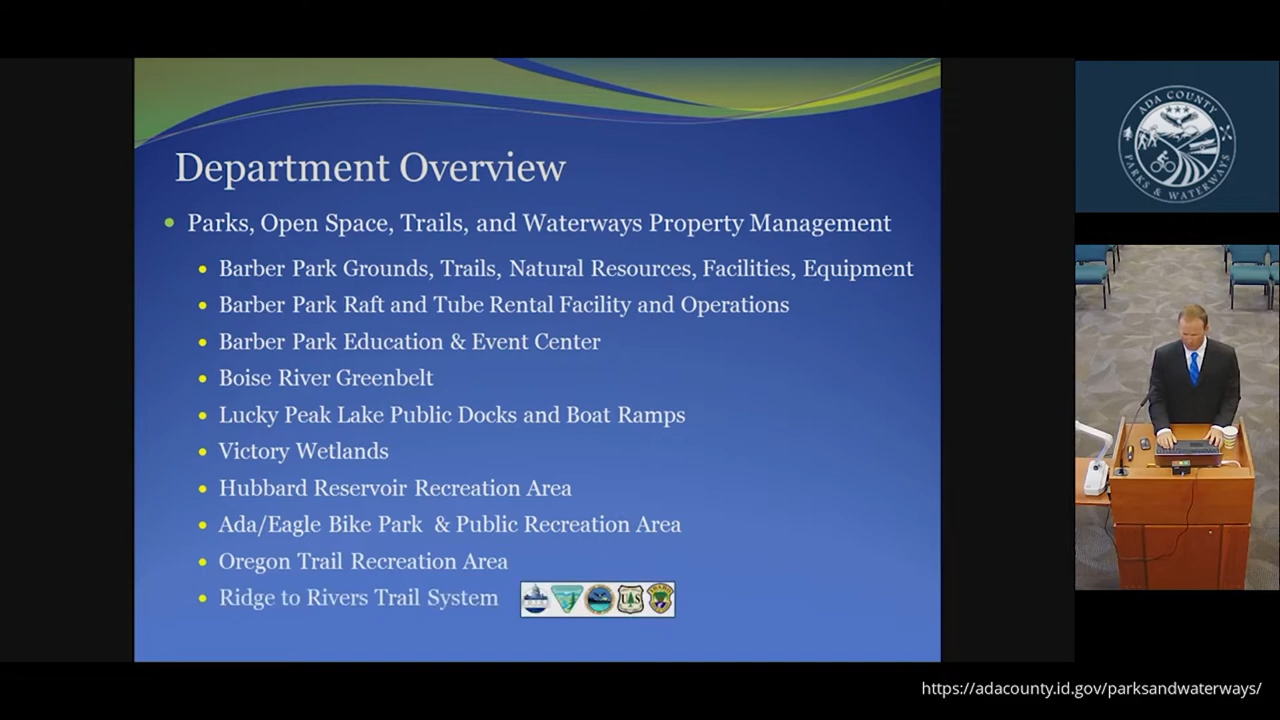 Department Overview
Parks, Open Space, Trails, and Waterways Property Management
Barber Park Grounds, Trails, Natural Resources, Facilities, Equipment
Barber Park Raft and Tube Rental Facility and Operations
Barber Park Education & Event Center
Boise River Greenbelt
Lucky Peak Lake Public Docks and Boat Ramps
Victory Wetlands
Hubbard Reservoir Recreation Area
Ada/Eagle Bike Park & Public Recreation Area
Oregon Trail Recreation Area
Ridge to Rivers Trail System
U S
ADA COUNTY
PARKS & WATERWAYS
https://adacounty.id.gov/parksandwaterways/